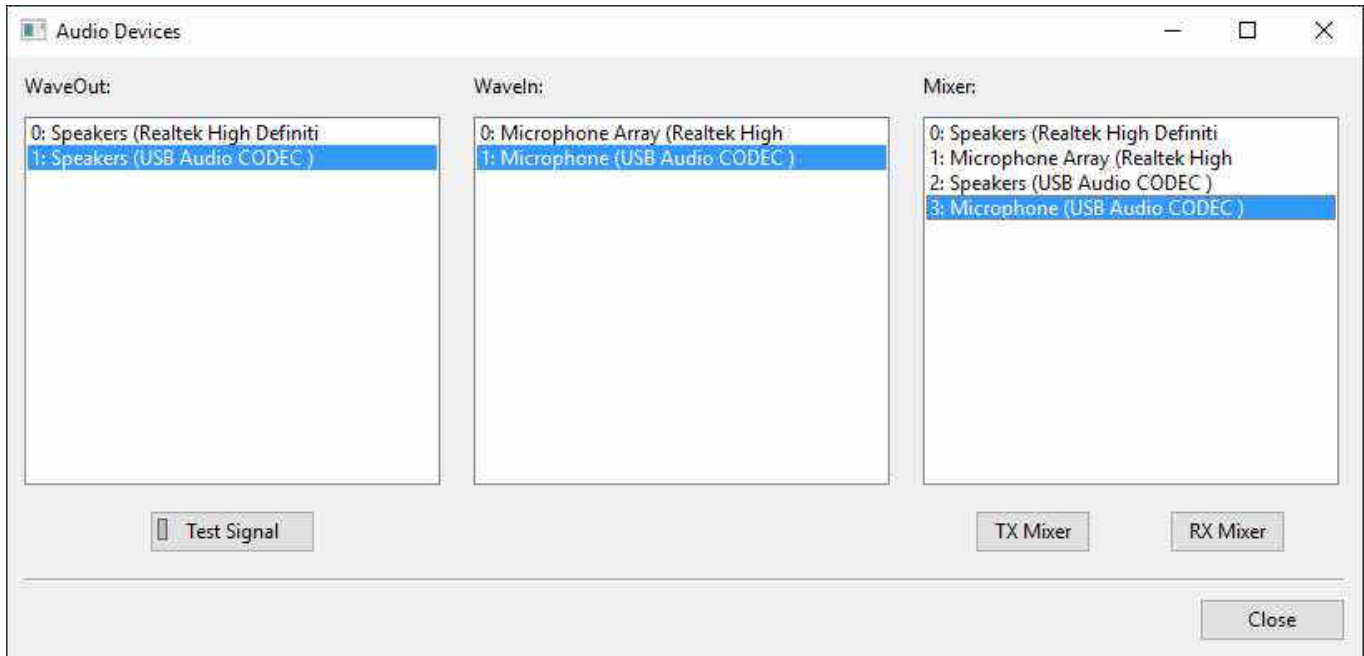 Audio Devices
WaveOut:
WaveIn:
Mixer:
0: Speakers (Realtek High Definiti
1: Speakers (USB Audio CODEC )
0: Microphone Array (Realtek High
1: Microphone (USB Audio CODEC )
0: Speakers (Realtek High Definiti
1: Microphone Array (Realtek High
2: Speakers (USB Audio CODEC )
3: Microphone (USB Audio CODEC )
Test Signal
TX Mixer
RX Mixer
Close